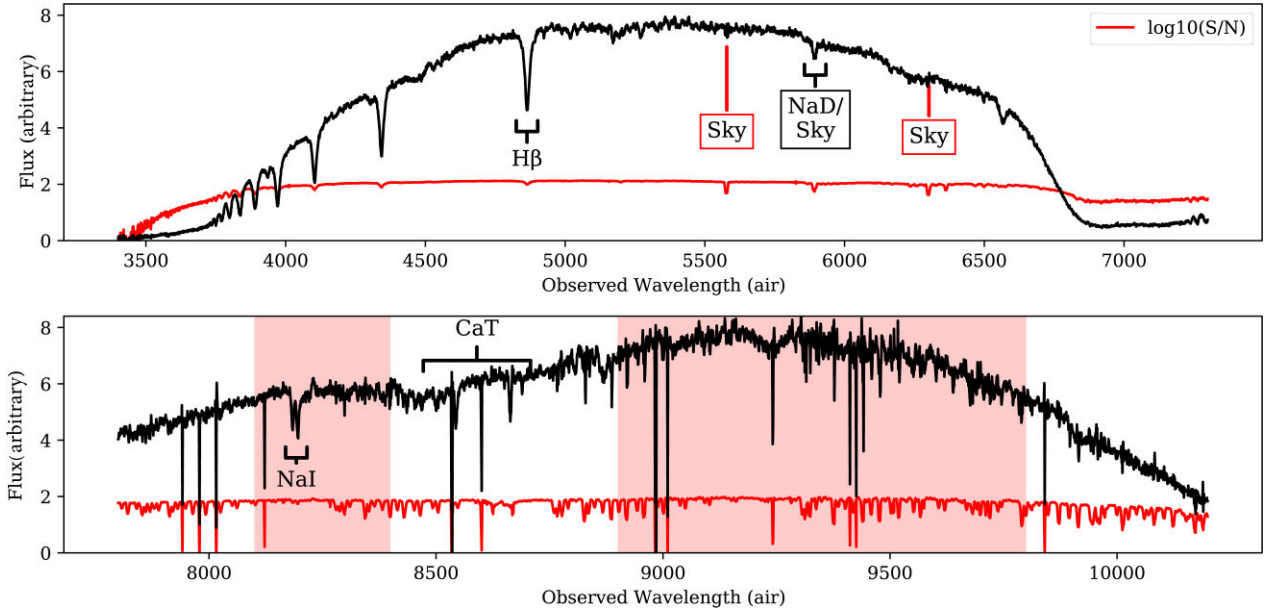 8
6
4
2
0
Flux (arbitrary)
log10(S/N)
Hβ
Sky
NaD/
Sky
Sky
3500 4000 4500 5000 5500 6000 6500 7000
Observed Wavelength (air)
8
6
4
2
0
Flux(arbitrary)
CaT
NaI
8000 8500 9000 9500 10000
Observed Wavelength (air)